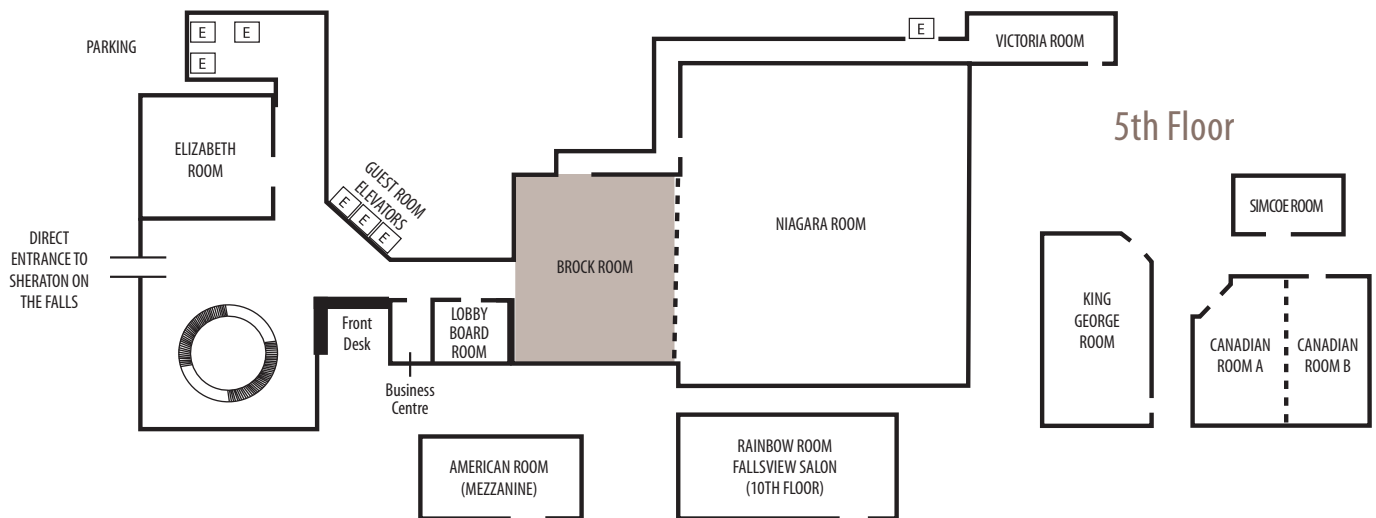 PARKING
E
E
E
E
VICTORIA ROOM
5th Floor
ELIZABETH
ROOM
GUEST ROOM
ELEVATORS
E
E
E
SIMCOE ROOM
NIAGARA ROOM
DIRECT
ENTRANCE TO
SHERATON ON
THE FALLS
BROCK ROOM
KING
GEORGE
ROOM
Front
Desk
LOBBY
BOARD
ROOM
CANADIAN
ROOM A
CANADIAN
ROOM B
Business
Centre
AMERICAN ROOM
(MEZZANINE)
RAINBOW ROOM
FALLSVIEW SALON
(10TH FLOOR)